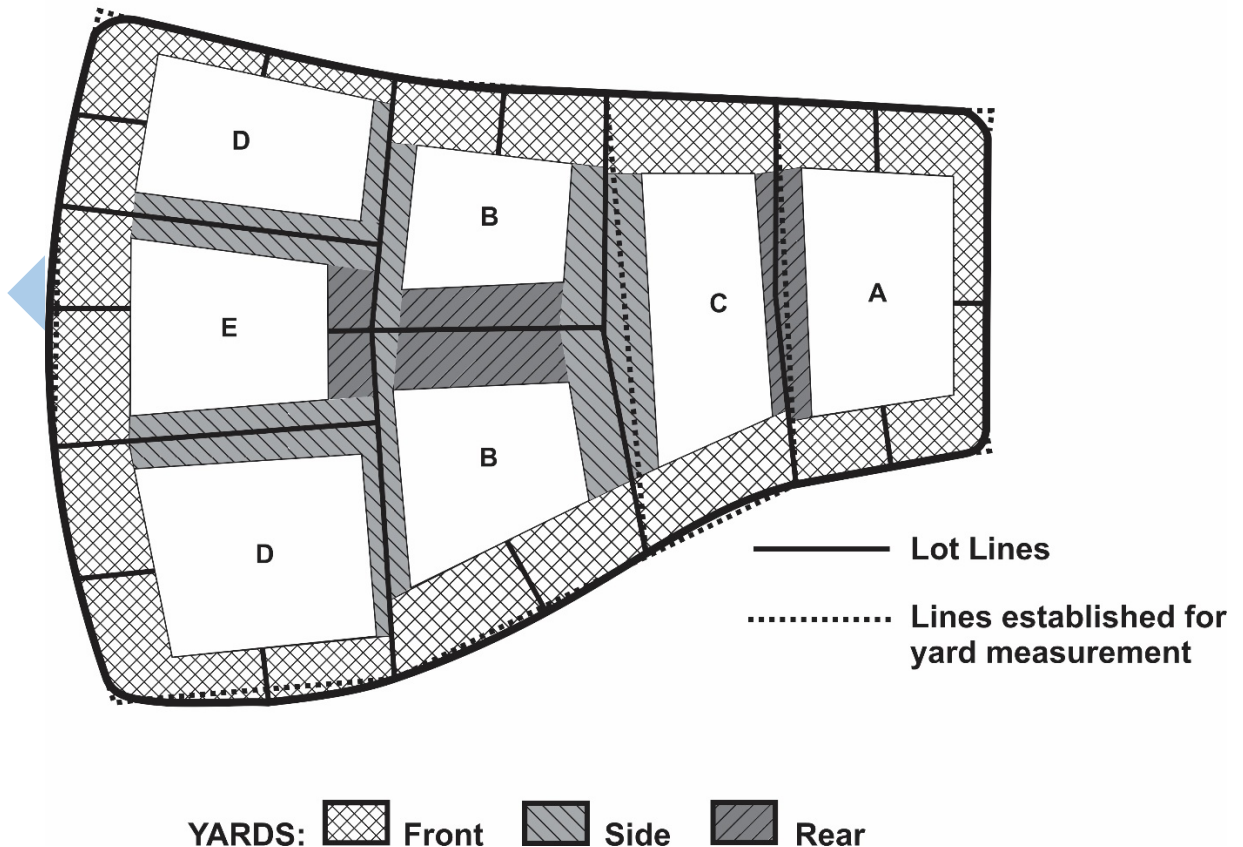 D
B
A
C
E
B
D
Lot Lines
Lines established for
yard measurement
YARDS: Front Side Rear